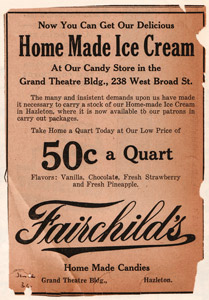 Now You Can Get Our Delicious
Home Made Ice Cream
At Our Candy Store in the
Grand Theatre Bldg., 238 West Broad St.
The many and insistent demands upon us have made
it necessary to carry a stock of our Home-made Ice Cream
in Hazleton, where it is now available to our patrons in
carry out packages.
Take Home a Quart Today at Our Low Price of
50c a Quart
Flavors: Vanilla, Chocolate, Fresh Strawberry
and Fresh Pineapple.
Fairchild's
Home Made Candies
Grand Theatre Bldg., Hazleton.